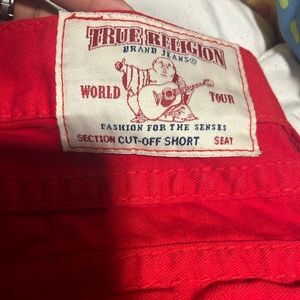 TRUE RELIGION
BRAND JEANS®
WORLD TOUR
FASHION FOR THE SENSES
SECTION CUT-OFF SHORT SEAT